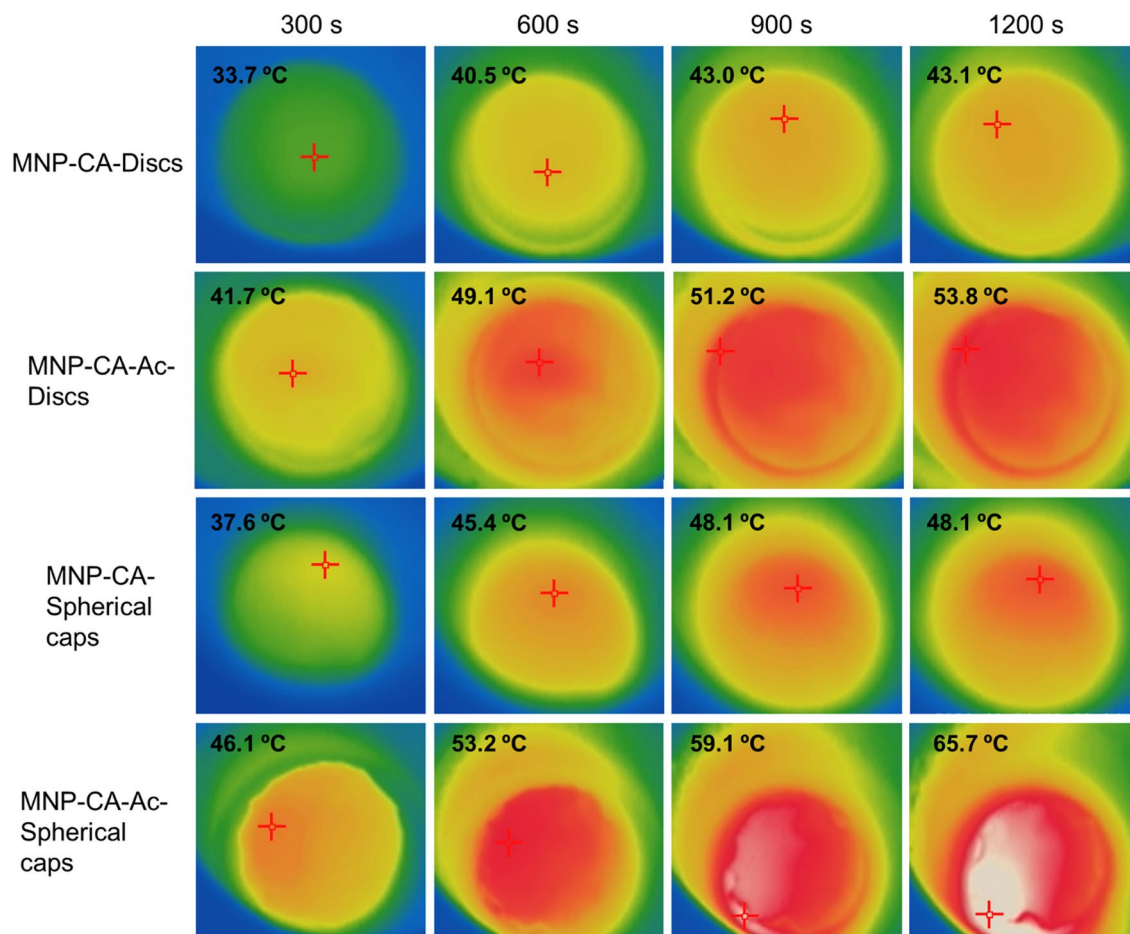 300 s 600 s 900 s 1200 s
33.7 ºC 40.5 ºC 43.0 ºC 43.1 ºC
MNP-CA-Discs
41.7 ºC 49.1 ºC 51.2 ºC 53.8 ºC
MNP-CA-Ac-
Discs
37.6 ºC 45.4 ºC 48.1 ºC 48.1 ºC
MNP-CA-
Spherical
caps
46.1 ºC 53.2 ºC 59.1 ºC 65.7 ºC
MNP-CA-Ac-
Spherical
caps